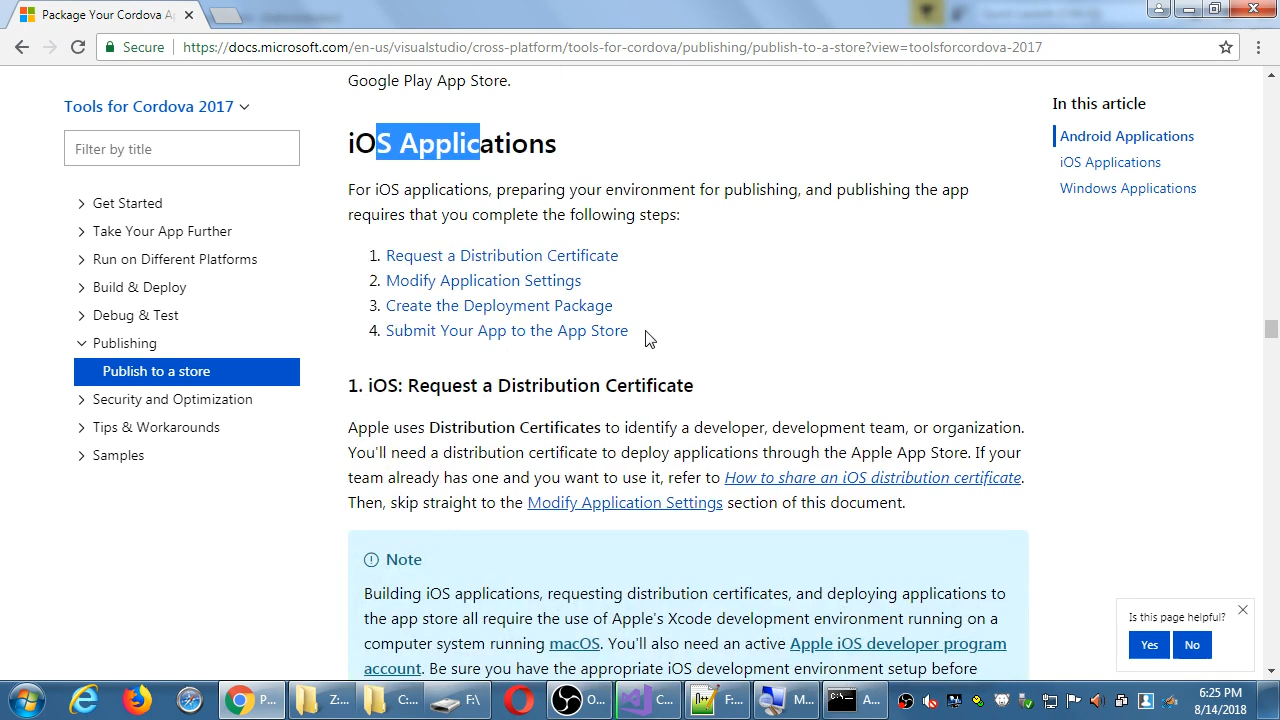 Package Your Cordova A
Secure
https://docs.microsoft.com/en-us/visualstudio/cross-platform/tools-for-cordova/publishing/publish-to-a-store?view=toolsforcordova-2017
Tools for Cordova 2017
Filter by title
Get Started
Take Your App Further
Run on Different Platforms
Build & Deploy
Debug & Test
Publishing
Publish to a store
Security and Optimization
Tips & Workarounds
Samples
Google Play App Store.
iOS Applications
For iOS applications, preparing your environment for publishing, and publishing the app
requires that you complete the following steps:
1. Request a Distribution Certificate
2. Modify Application Settings
3. Create the Deployment Package
4. Submit Your App to the App Store
1. iOS: Request a Distribution Certificate
Apple uses Distribution Certificates to identify a developer, development team, or organization.
You'll need a distribution certificate to deploy applications through the Apple App Store. If your
team already has one and you want to use it, refer to How to share an iOS distribution certificate.
Then, skip straight to the Modify Application Settings section of this document.
Note
Building iOS applications, requesting distribution certificates, and deploying applications to
the app store all require the use of Apple's Xcode development environment running on a
computer system running macOS. You'll also need an active Apple iOS developer program
account. Be sure you have the appropriate iOS development environment setup before
In this article
Android Applications
iOS Applications
Windows Applications
Is this page helpful?
Yes
No
P...
Z:...
C:...
F:\
O...
C...
F:...
M...
A...
6:25 PM
8/14/2018